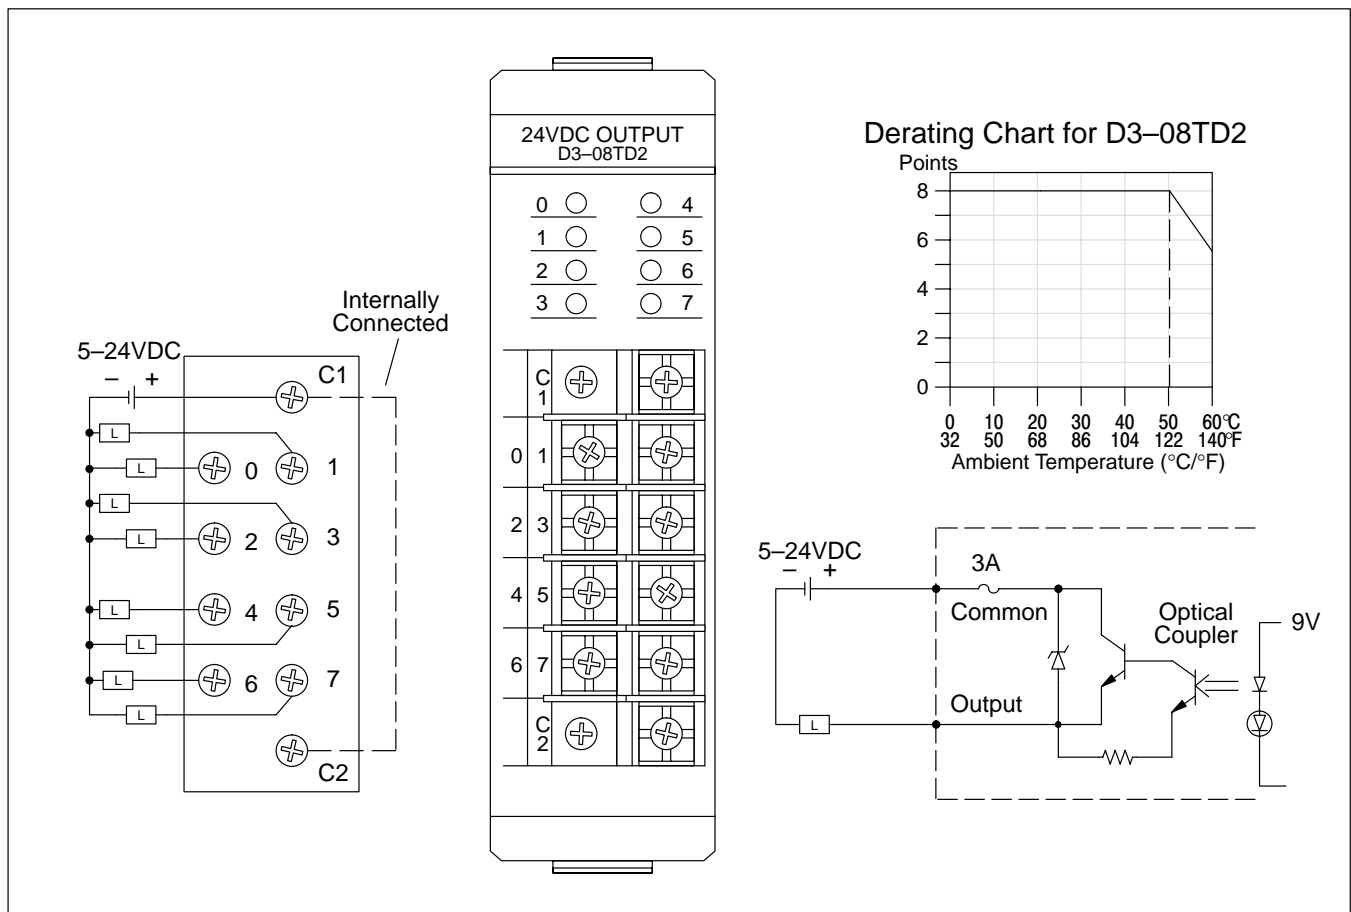 24VDC OUTPUT
D3–08TD2
0 4
1 5
2 6
3 7
C1
0 1
2 3
4 5
6 7
C2
Internally
Connected
5–24VDC
– +
C1
L
L
0 1
L
L
2 3
L
4 5
L
L
6 7
L
C2
Derating Chart for D3–08TD2
Points
8
6
4
2
0
0 10 20 30 40 50 60°C
32 50 68 86 104 122 140°F
Ambient Temperature (°C/°F)
5–24VDC
– +
3A
Common
Optical
Coupler
9V
Output
L